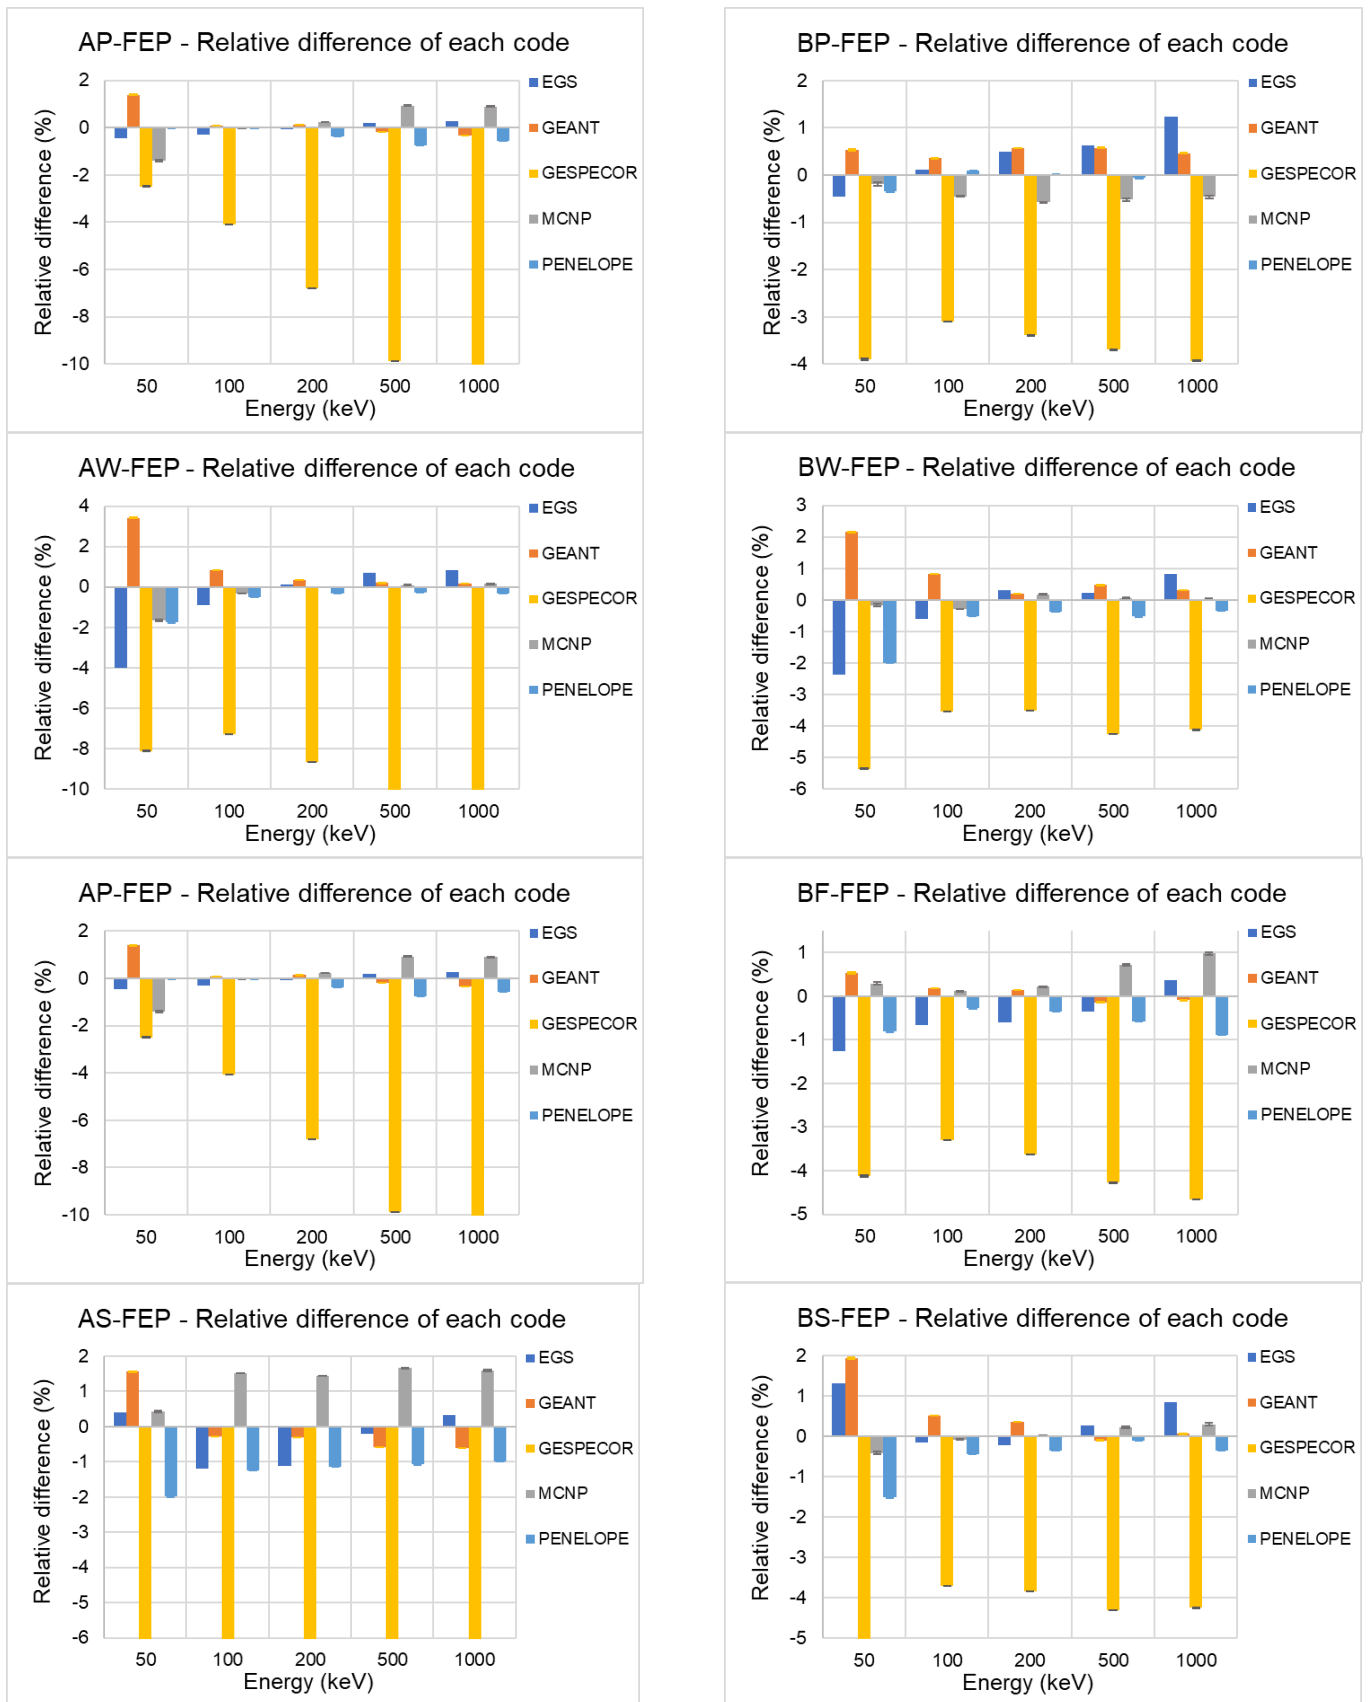 AP-FEP - Relative difference of each code
Relative difference (%)
2
0
-2
-4
-6
-8
-10
50 100 200 500 1000
Energy (keV)
EGS
GEANT
GESPECOR
MCNP
PENELOPE
BP-FEP - Relative difference of each code
Relative difference (%)
2
1
0
-1
-2
-3
-4
50 100 200 500 1000
Energy (keV)
EGS
GEANT
GESPECOR
MCNP
PENELOPE
AW-FEP - Relative difference of each code
Relative difference (%)
4
2
0
-2
-4
-6
-8
-10
50 100 200 500 1000
Energy (keV)
EGS
GEANT
GESPECOR
MCNP
PENELOPE
BW-FEP - Relative difference of each code
Relative difference (%)
3
2
1
0
-1
-2
-3
-4
-5
-6
50 100 200 500 1000
Energy (keV)
EGS
GEANT
GESPECOR
MCNP
PENELOPE
AP-FEP - Relative difference of each code
Relative difference (%)
2
0
-2
-4
-6
-8
-10
50 100 200 500 1000
Energy (keV)
EGS
GEANT
GESPECOR
MCNP
PENELOPE
BF-FEP - Relative difference of each code
Relative difference (%)
1
0
-1
-2
-3
-4
-5
50 100 200 500 1000
Energy (keV)
EGS
GEANT
GESPECOR
MCNP
PENELOPE
AS-FEP - Relative difference of each code
Relative difference (%)
2
1
0
-1
-2
-3
-4
-5
-6
50 100 200 500 1000
Energy (keV)
EGS
GEANT
GESPECOR
MCNP
PENELOPE
BS-FEP - Relative difference of each code
Relative difference (%)
2
1
0
-1
-2
-3
-4
-5
50 100 200 500 1000
Energy (keV)
EGS
GEANT
GESPECOR
MCNP
PENELOPE